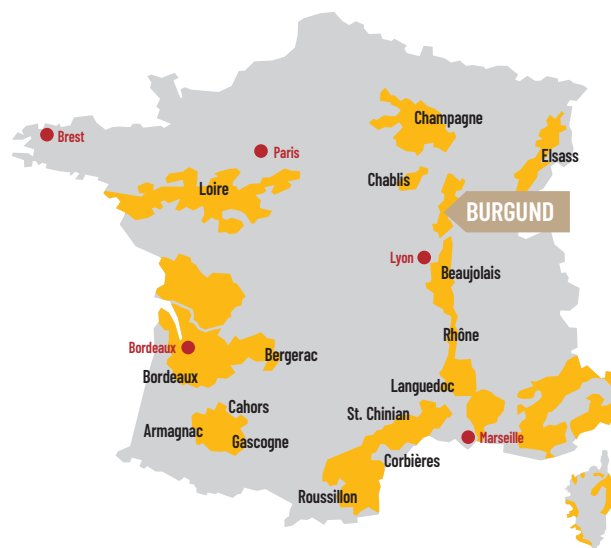 Champagne
Brest
Paris
Elsass
Chablis
Loire
BURGUND
Lyon
Beaujolais
Rhône
Bordeaux
Bergerac
Bordeaux
Languedoc
Cahors
St. Chinian
Armagnac
Gascogne
Marseille
Corbières
Roussillon